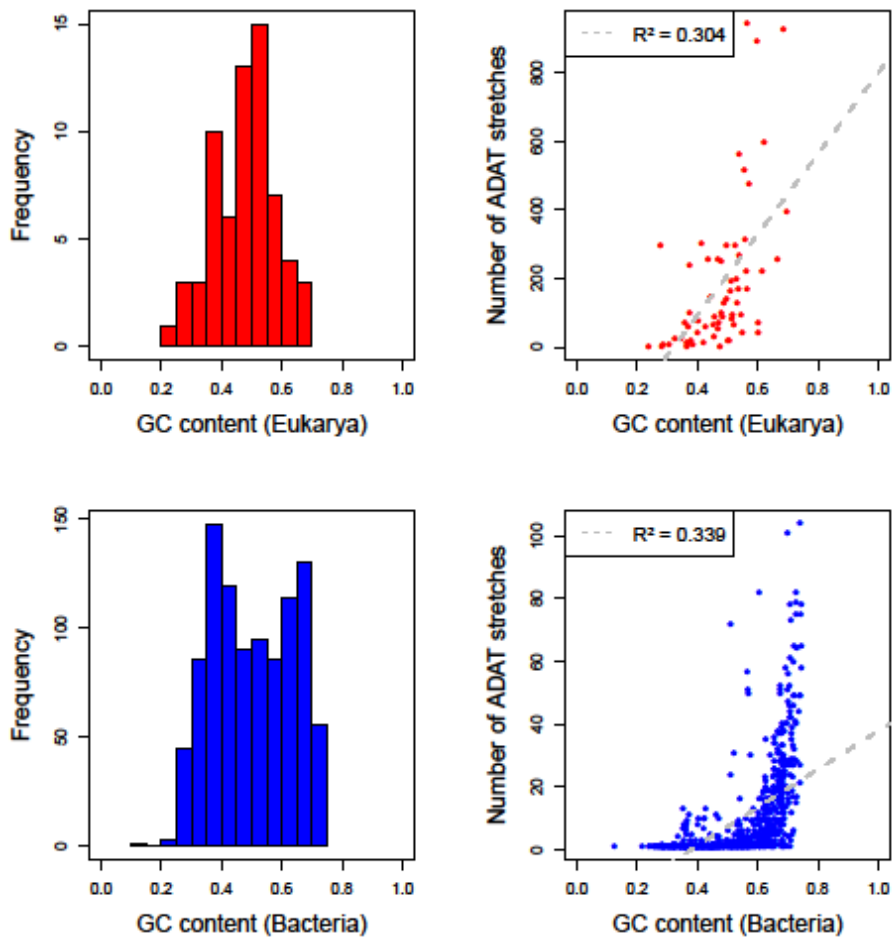 Frequency
0
5
10
15
0.0 0.2 0.4 0.6 0.8 1.0
GC content (Eukarya)
R² = 0.304
Number of ADAT stretches
0
200
400
600
800
0.0 0.2 0.4 0.6 0.8 1.0
GC content (Eukarya)
Frequency
0
50
100
150
0.0 0.2 0.4 0.6 0.8 1.0
GC content (Bacteria)
R² = 0.339
Number of ADAT stretches
0
20
40
60
80
100
0.0 0.2 0.4 0.6 0.8 1.0
GC content (Bacteria)